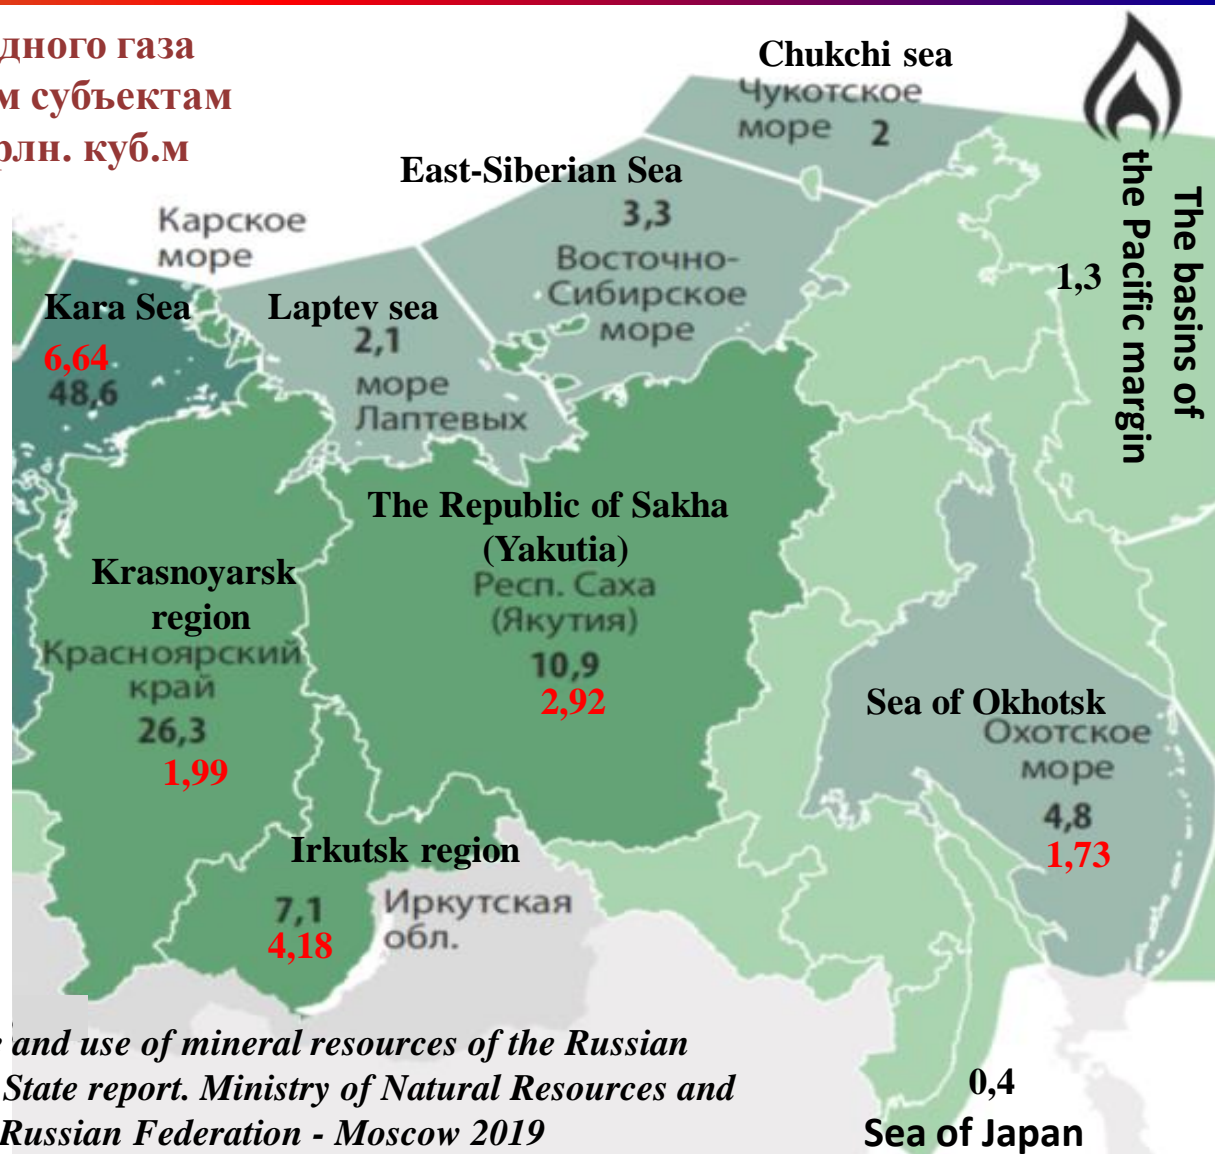 дного газа
м субъектам
рлн. куб.м
Chukchi sea
Чукотское
море 2
East-Siberian Sea
3,3
Восточно-
Сибирское
море
Карское
море
Kara Sea
6,64
48,6
Laptev sea
2,1
море
Лаптевых
1,3
The basins of
the Pacific margin
The Republic of Sakha
(Yakutia)
Респ. Саха
(Якутия)
10,9
2,92
Krasnoyarsk
region
Красноярский
край
26,3
1,99
Sea of Okhotsk
Охотское
море
4,8
1,73
Irkutsk region
7,1
4,18
Иркутская
обл.
and use of mineral resources of the Russian
State report. Ministry of Natural Resources and
Russian Federation - Moscow 2019
0,4
Sea of Japan